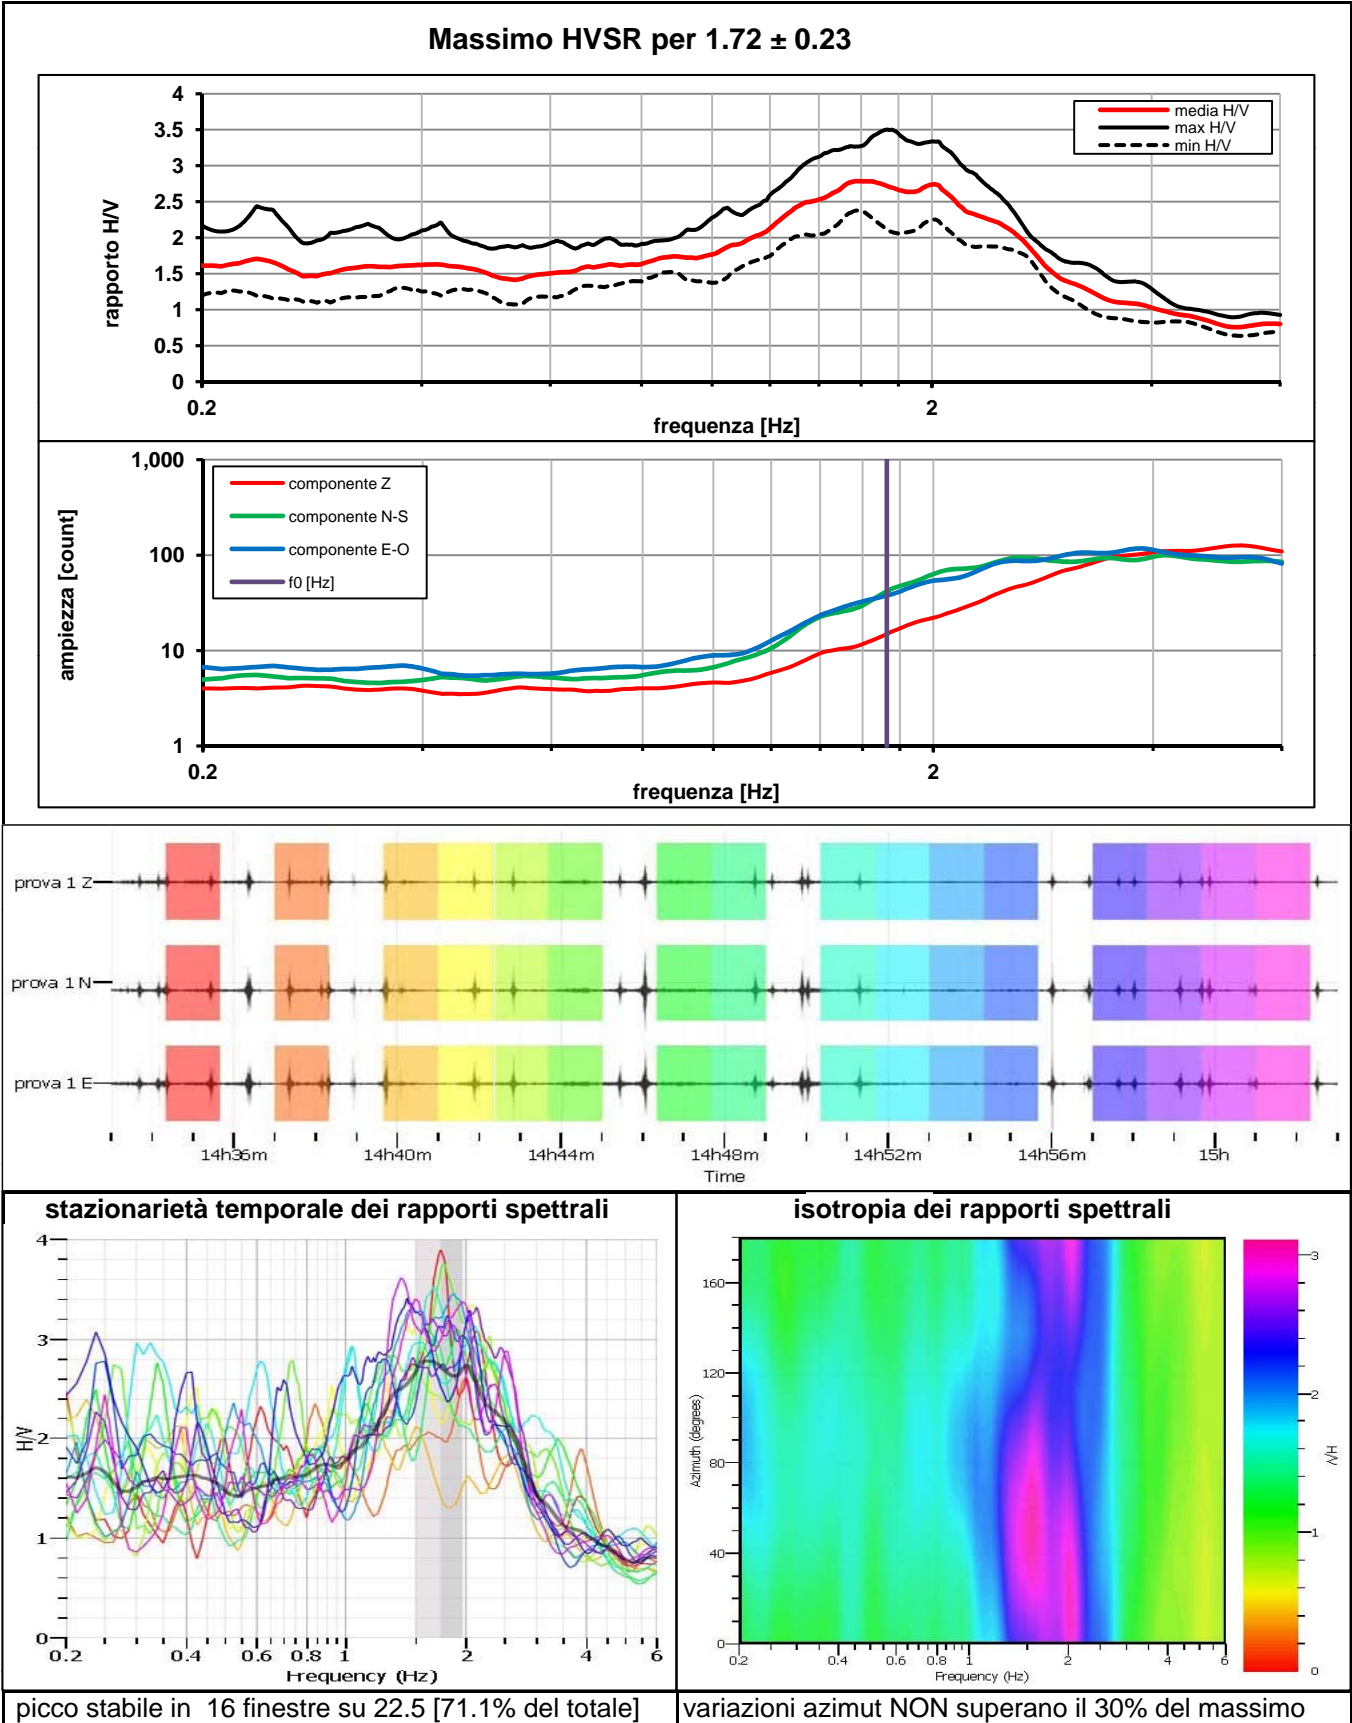 Massimo HVSR per 1.72 ± 0.23
4
3.5
3
2.5
2
1.5
1
0.5
0
rapporto H/V
media H/V
max H/V
min H/V
0.2
2
frequenza [Hz]
1,000
100
10
1
ampiezza [count]
componente Z
componente N-S
componente E-O
f0 [Hz]
0.2
2
frequenza [Hz]
prova 1 Z
prova 1 N
prova 1 E
14h36m
14h40m
14h44m
14h48m
14h52m
14h56m
15h
Time
stazionarietà temporale dei rapporti spettrali
4
3
2
1
0
H/V
0.2
0.4
0.6
0.8
1
2
4
6
Frequency (Hz)
isotropia dei rapporti spettrali
160
120
80
40
0
Azimuth (degrees)
0.2
0.4
0.6
0.8
1
2
4
6
Frequency (Hz)
3
2
1
0
H/V
picco stabile in 16 finestre su 22.5 [71.1% del totale]
variazioni azimut NON superano il 30% del massimo